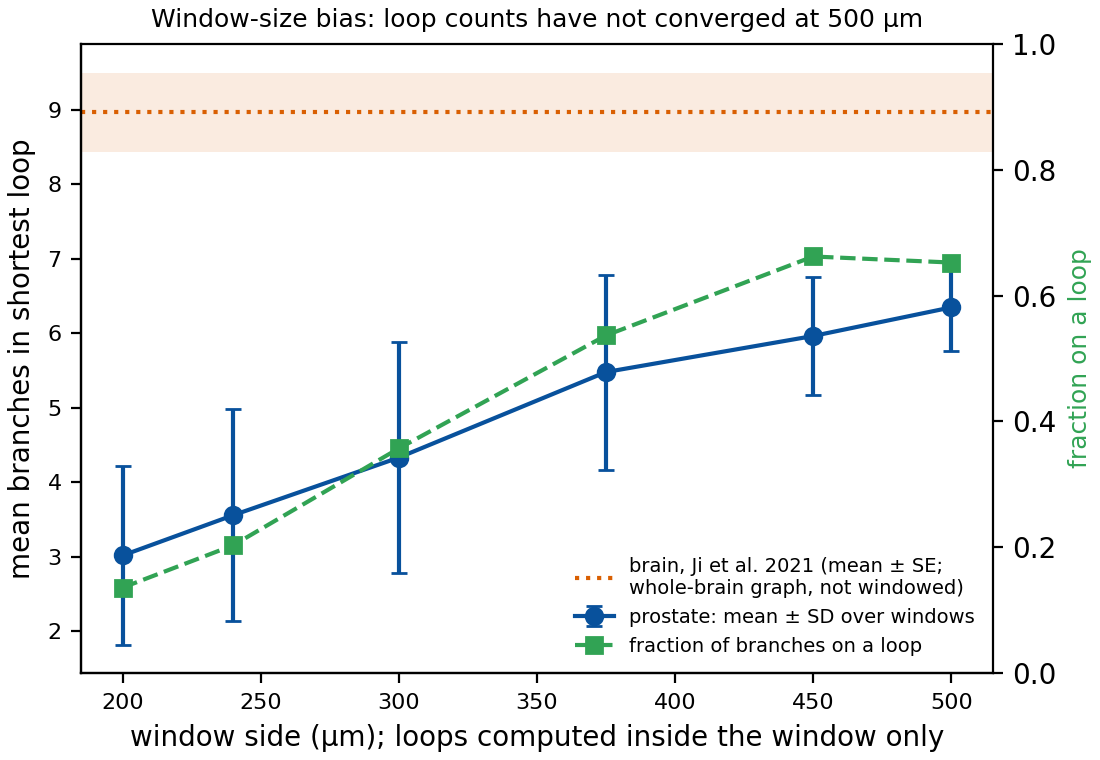 Window-size bias: loop counts have not converged at 500 µm
mean branches in shortest loop
9
8
7
6
5
4
3
2
1.0
0.8
0.6
0.4
0.2
0.0
fraction on a loop
brain, Ji et al. 2021 (mean ± SE;
whole-brain graph, not windowed)
prostate: mean ± SD over windows
fraction of branches on a loop
200 250 300 350 400 450 500
window side (µm); loops computed inside the window only